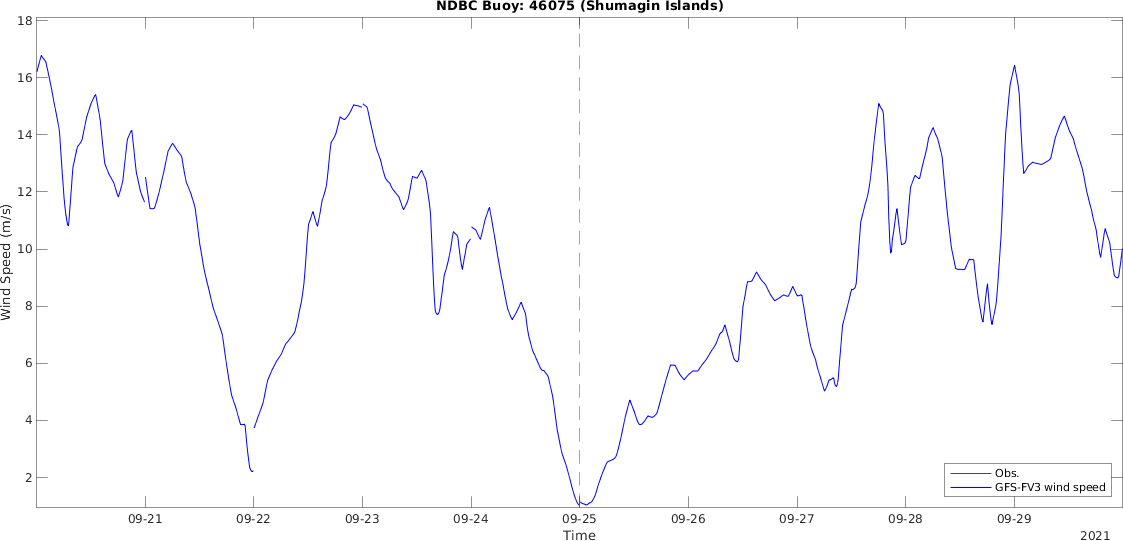 NDBC Buoy: 46075 (Shumagin Islands)
18
16
14
12
10
8
6
4
2
Wind Speed (m/s)
Obs.
GFS-FV3 wind speed
09-21 09-22 09-23 09-24 09-25 09-26 09-27 09-28 09-29
Time
2021